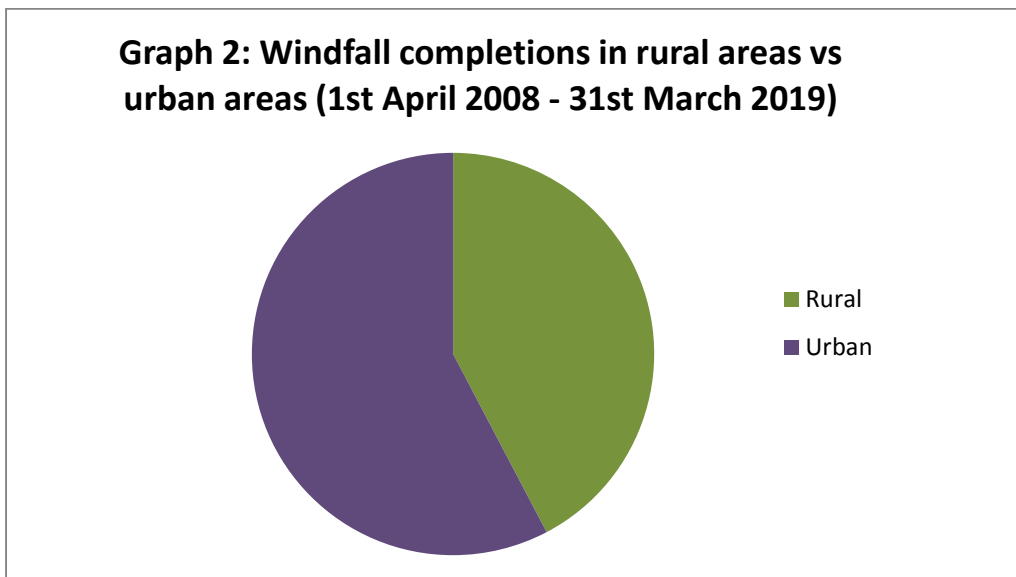 Graph 2: Windfall completions in rural areas vs
urban areas (1st April 2008 - 31st March 2019)
Rural
Urban